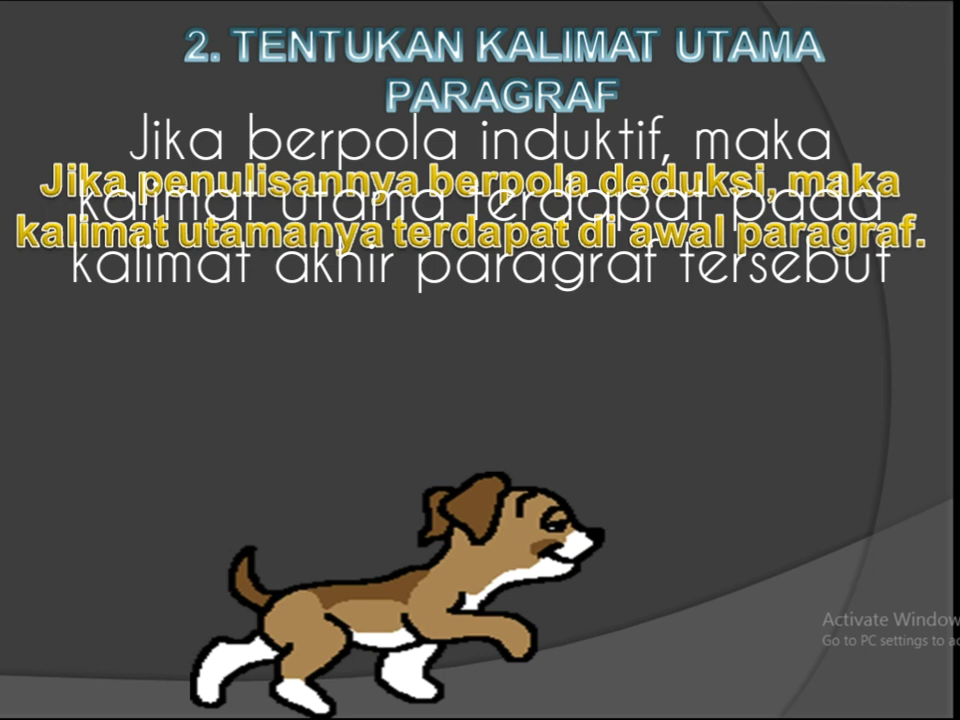 2. TENTUKAN KALIMAT UTAMA
PARAGRAF
Jika berpola induktif, maka
kalimat utama terdapat pada
kalimat akhir paragraf tersebut
Jika penulisannya berpola deduksi, maka
kalimat utamanya terdapat di awal paragraf.
Activate Window
Go to PC settings to ac